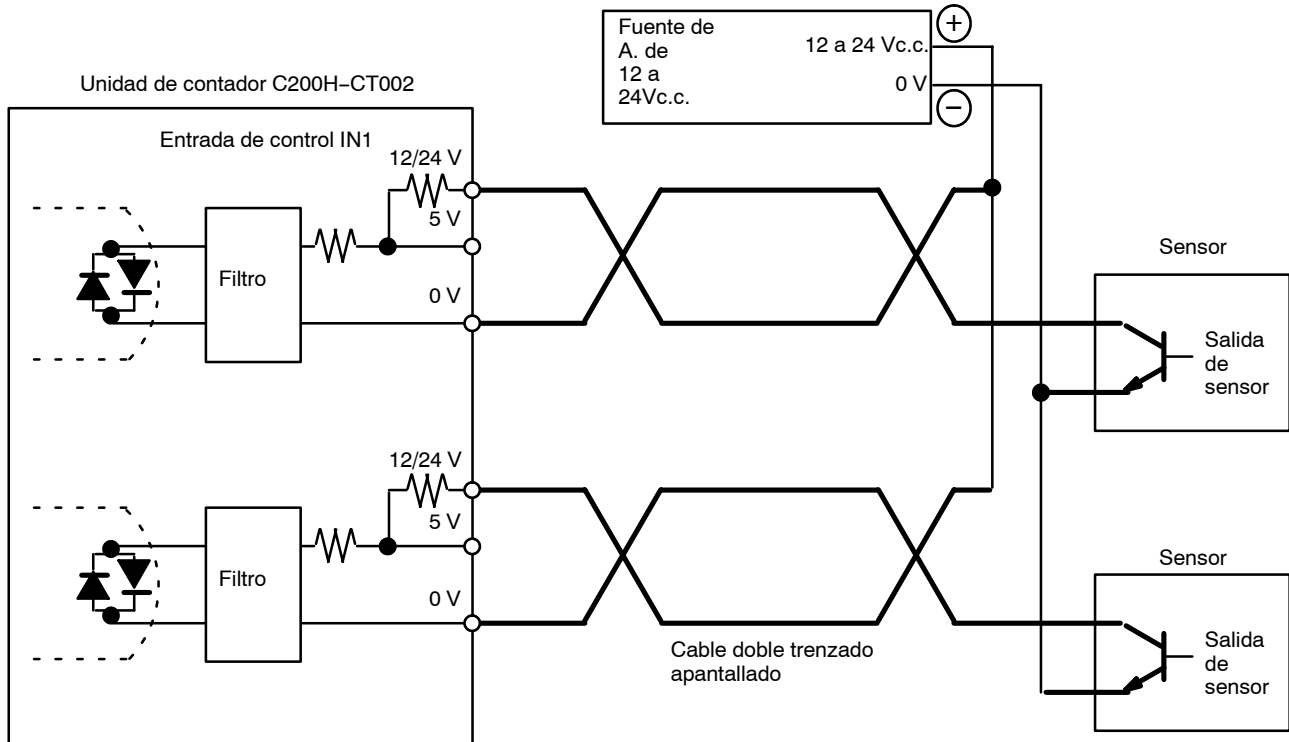 Fuente de
A. de
12 a
24Vc.c.
12 a 24 Vc.c.
0 V
+
−
Unidad de contador C200H−CT002
Entrada de control IN1
12/24 V
5 V
0 V
Filtro
Sensor
Salida
de
sensor
12/24 V
5 V
0 V
Filtro
Cable doble trenzado
apantallado
Sensor
Salida
de
sensor